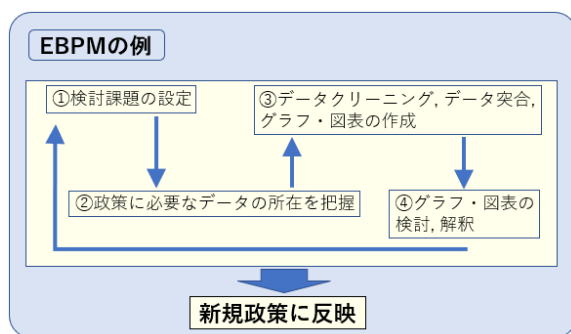 EBPMの例
①検討課題の設定
③データクリーニング, データ突合,
グラフ・図表の作成
②政策に必要なデータの所在を把握
④グラフ・図表の
検討, 解釈
新規政策に反映